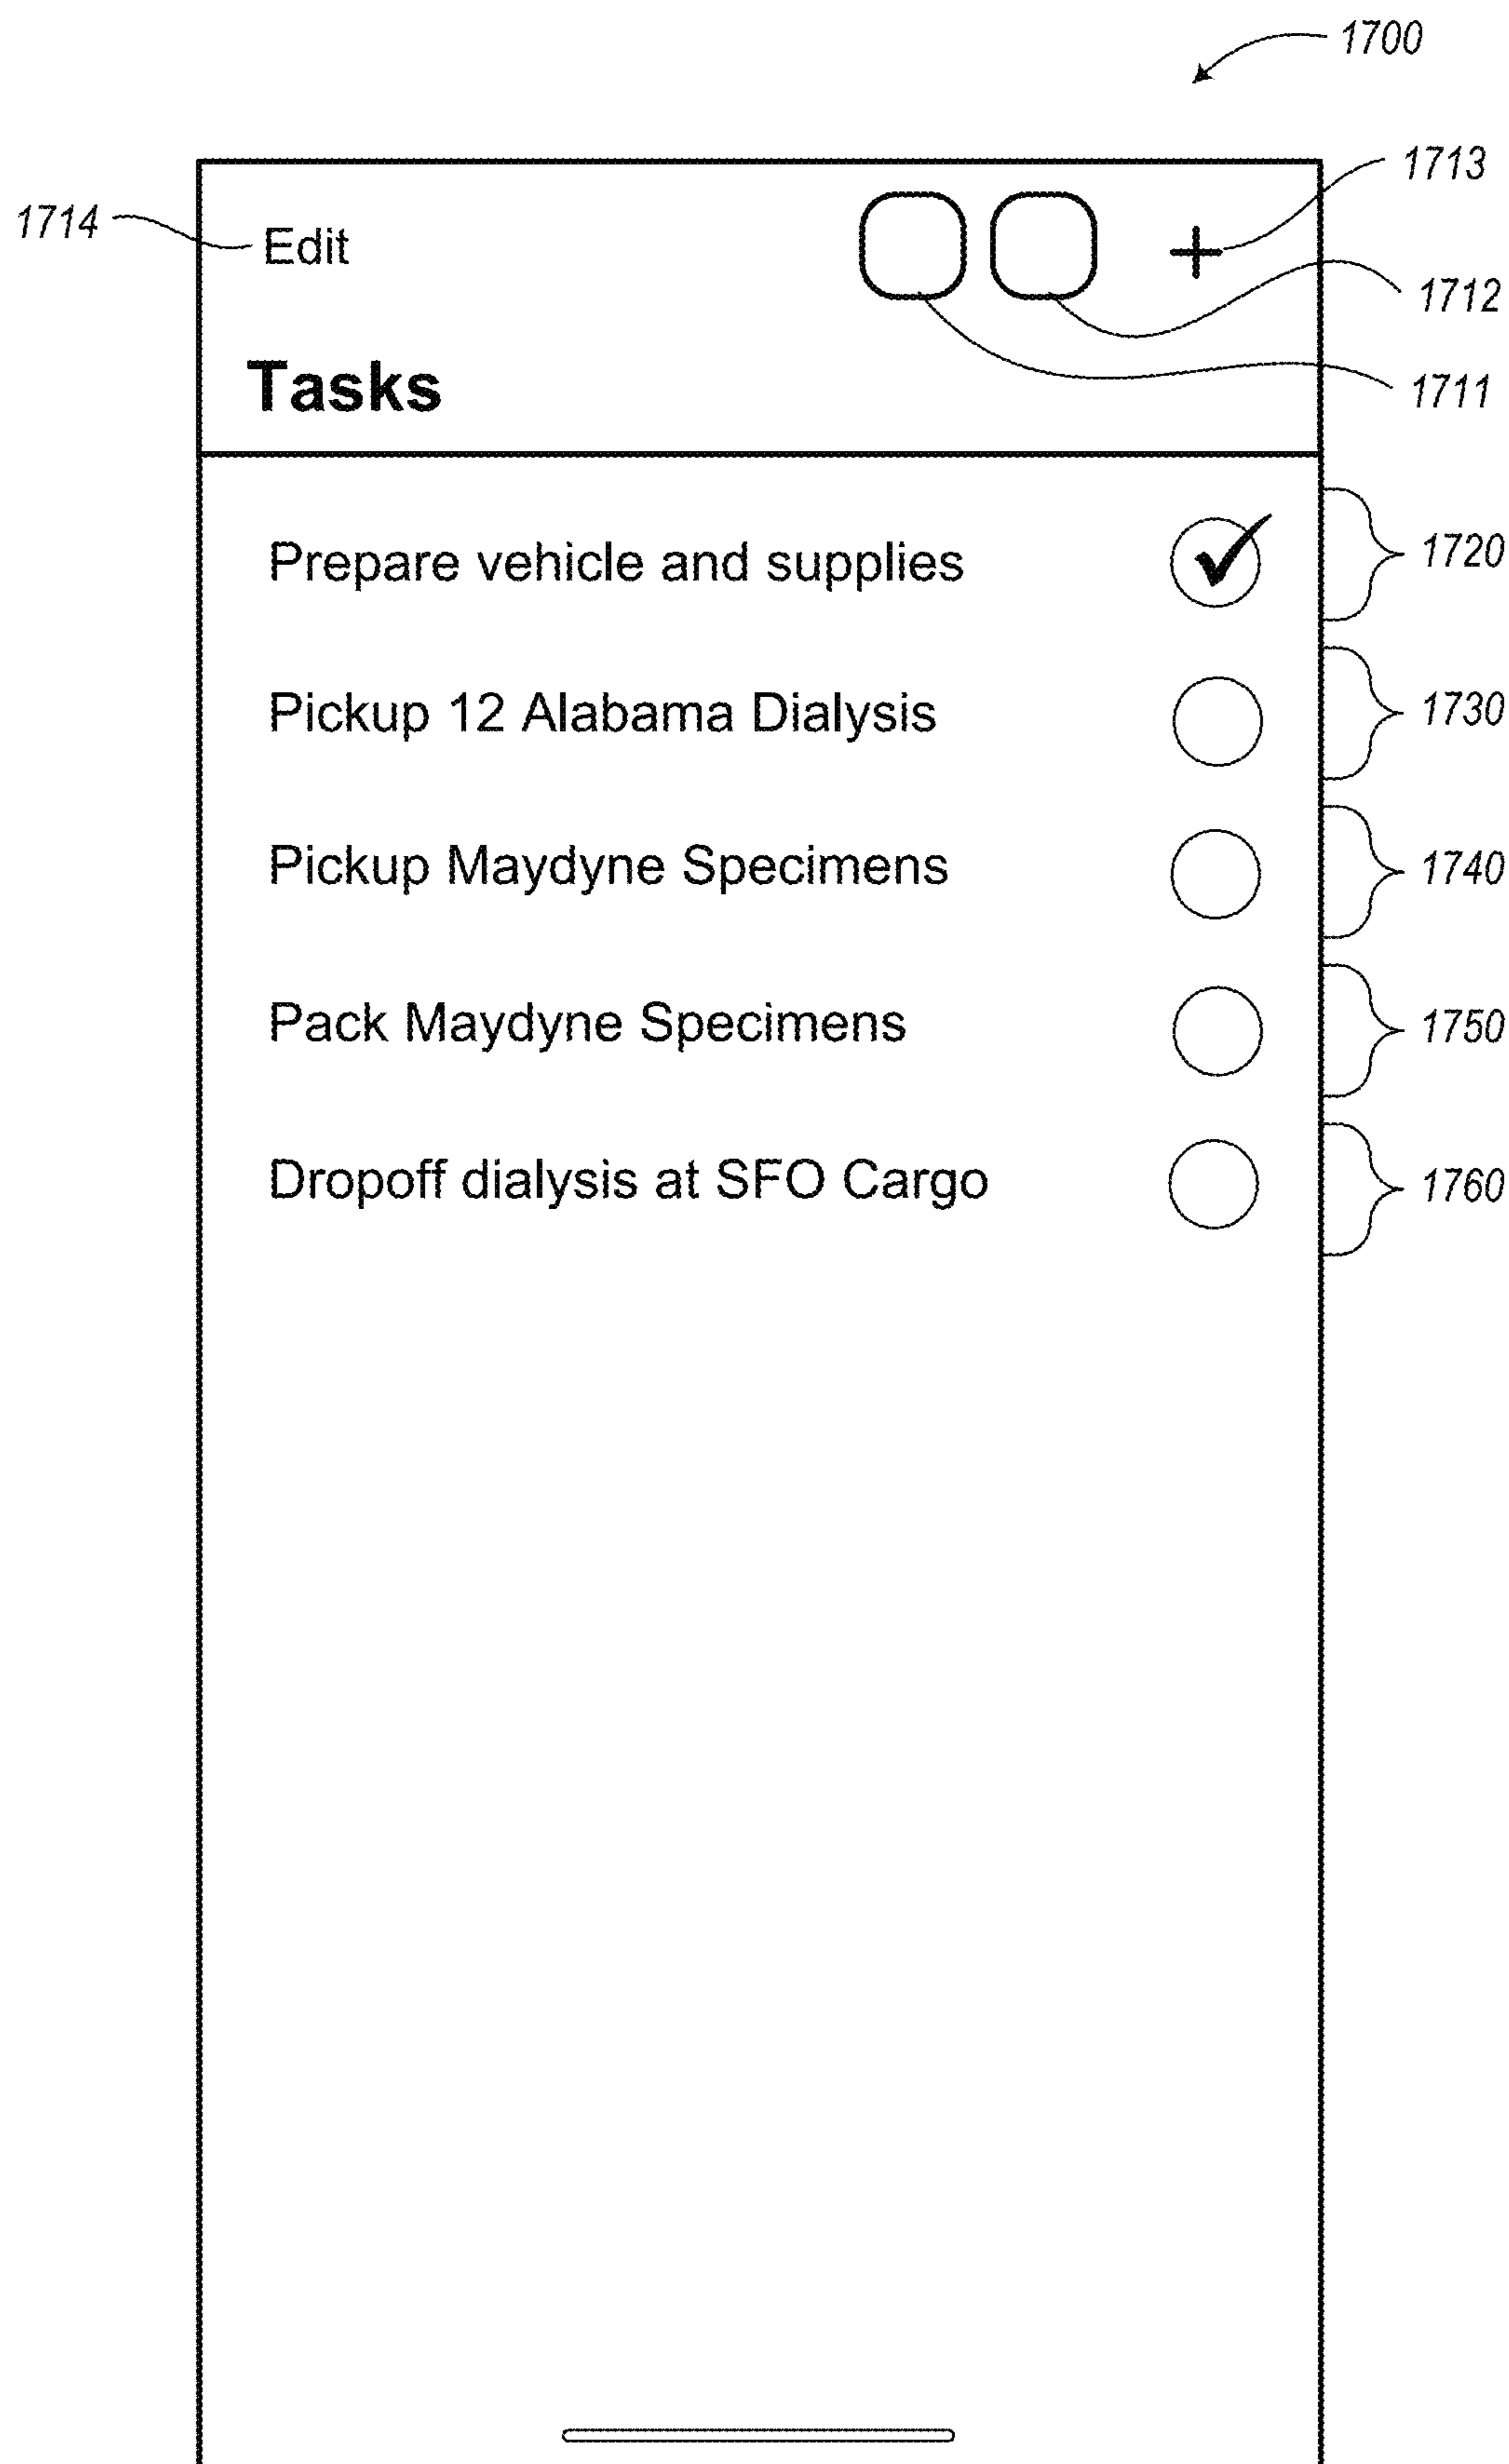 1700
1713
1714 Edit +
1712
Tasks
1711
Prepare vehicle and supplies 1720
Pickup 12 Alabama Dialysis 1730
Pickup Maydyne Specimens 1740
Pack Maydyne Specimens 1750
Dropoff dialysis at SFO Cargo 1760